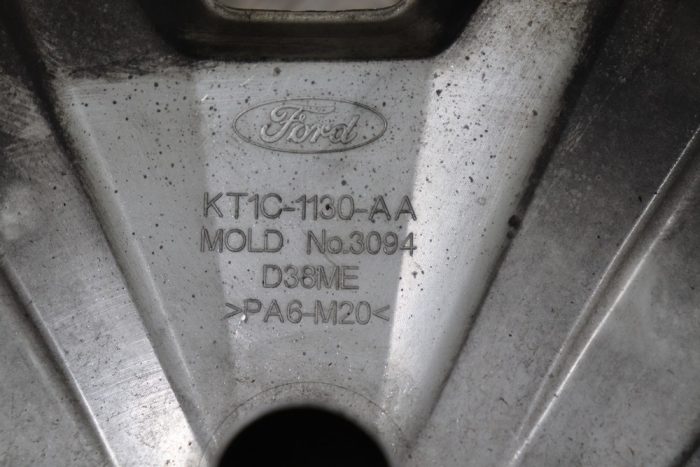 Ford
KT1C-1130-AA
MOLD No.3094
D38ME
>PA6-M20<